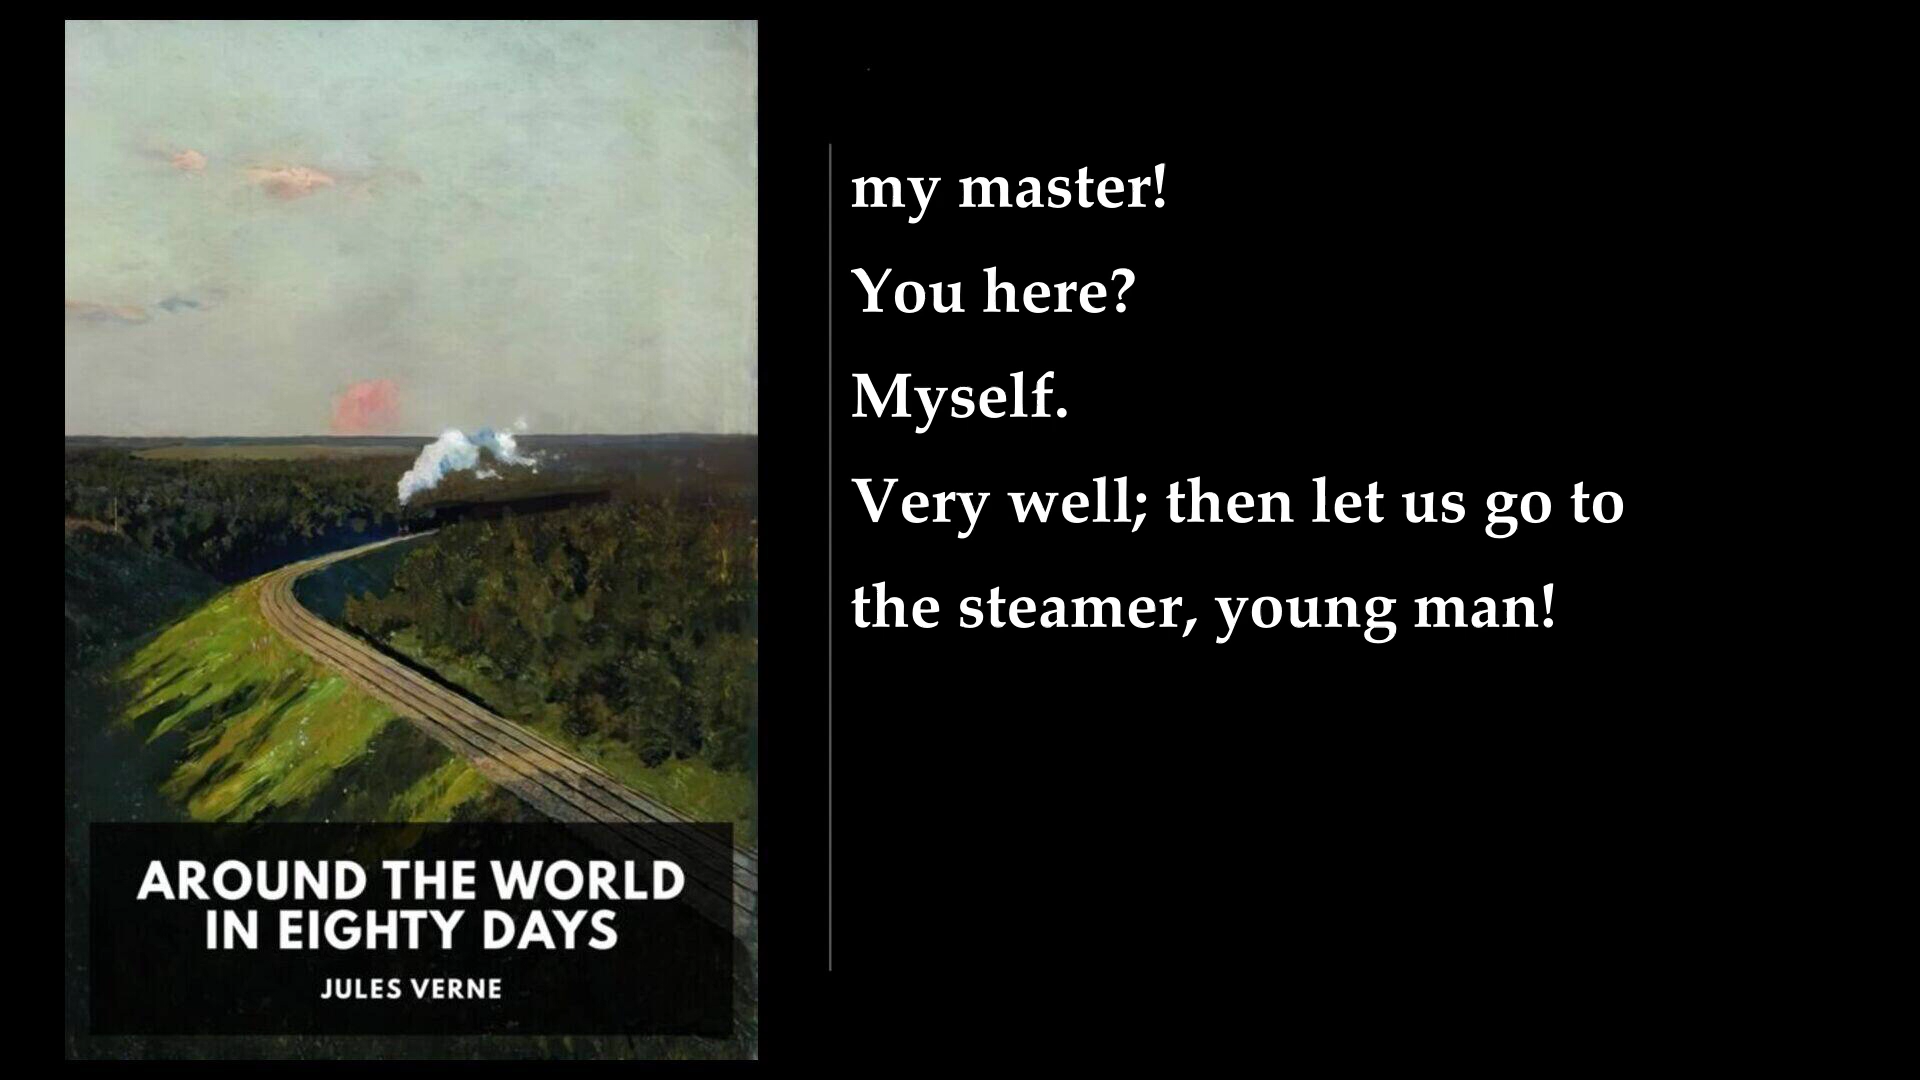 my master!
You here?
Myself.
Very well; then let us go to
the steamer, young man!
AROUND THE WORLD
IN EIGHTY DAYS
JULES VERNE